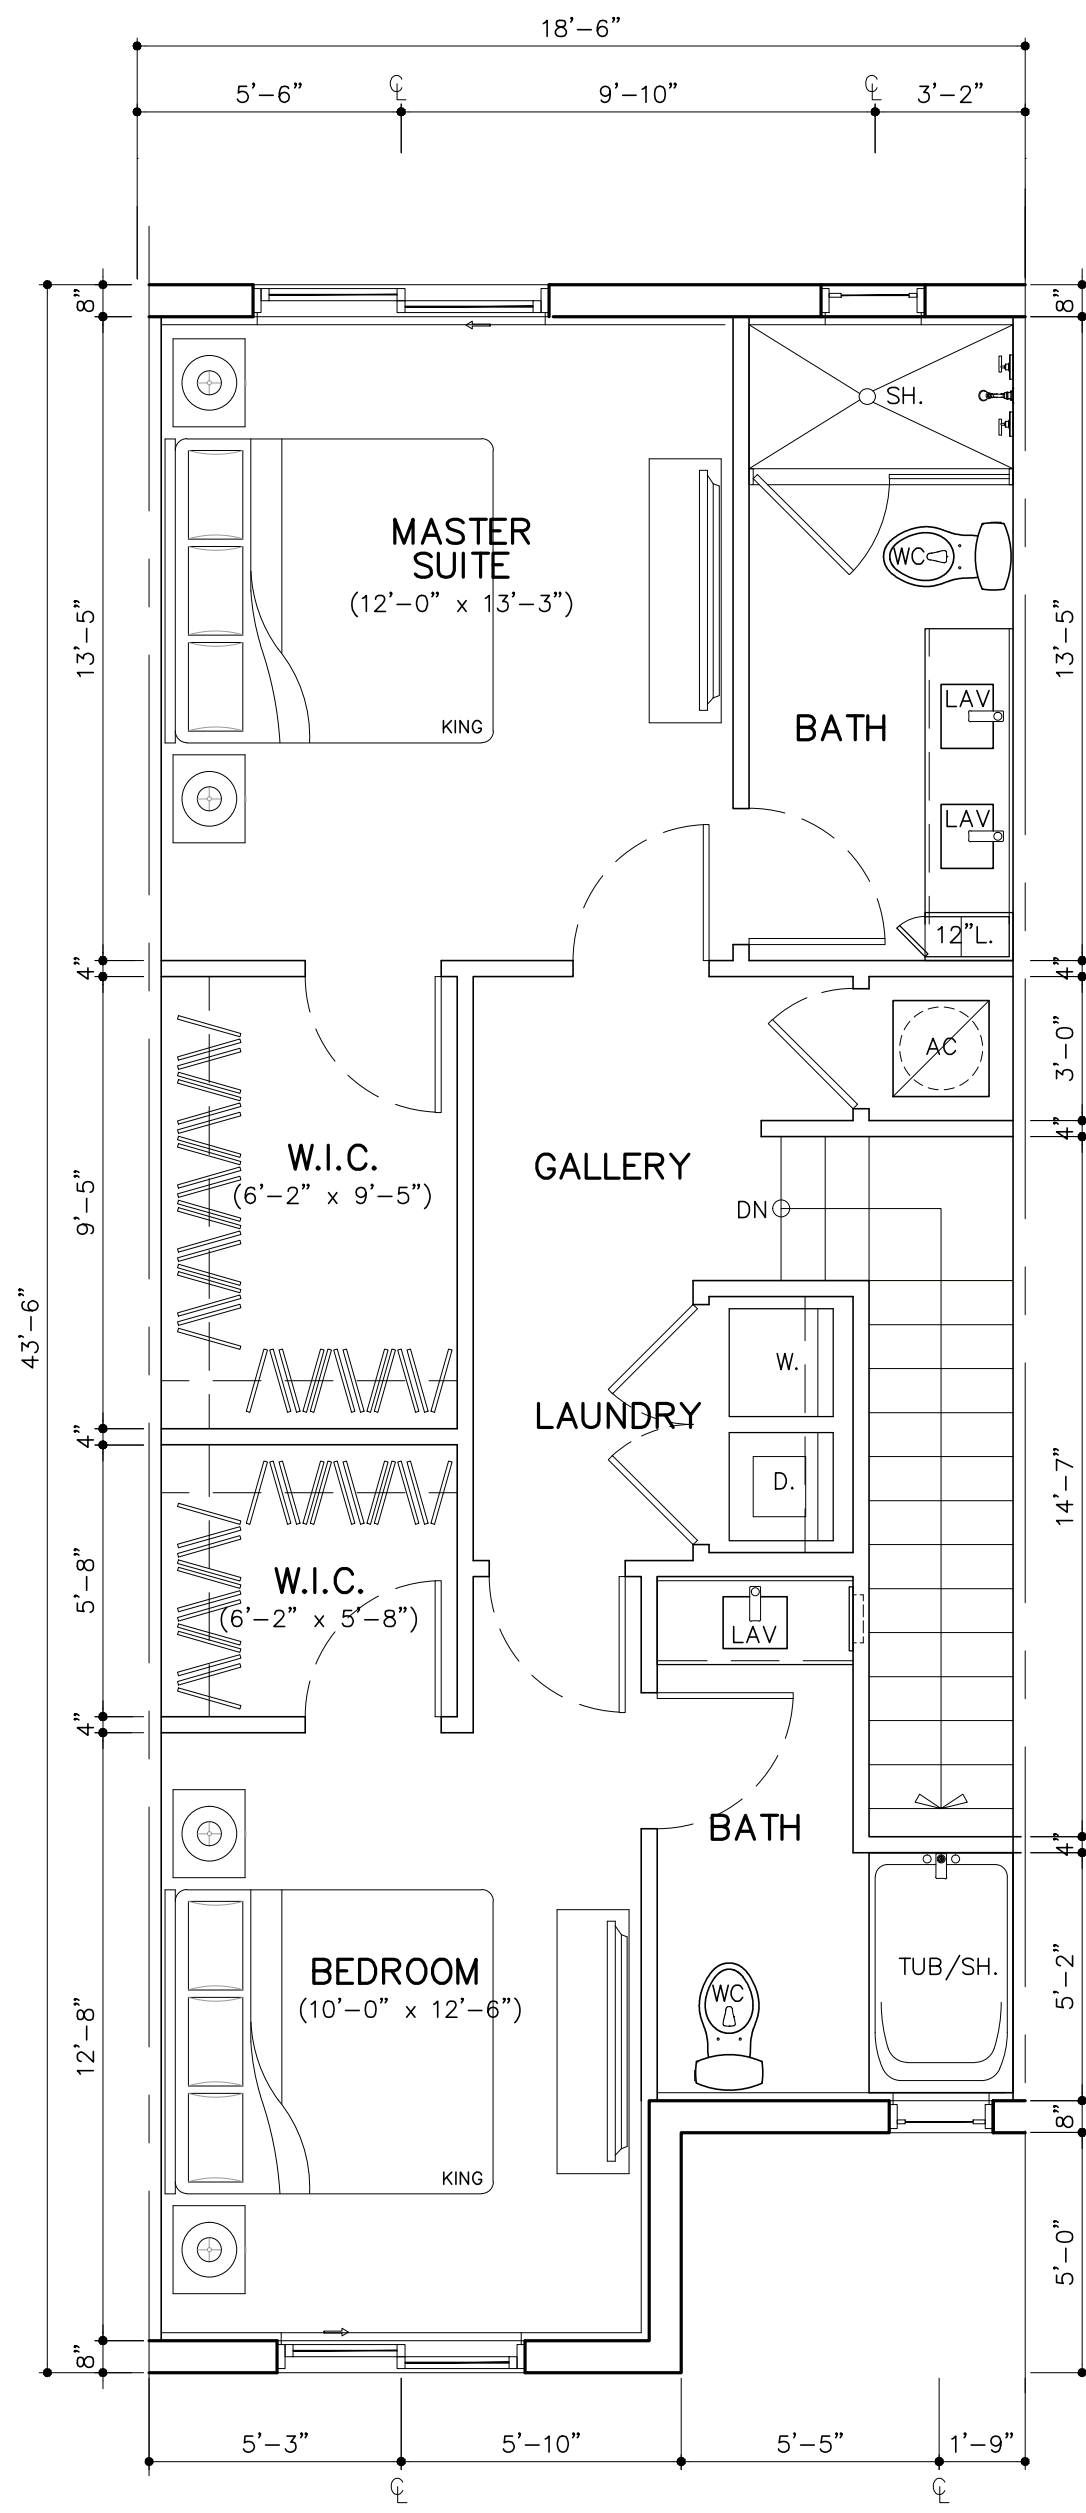 18'-6"
5'-6" ℄ 9'-10" ℄ 3'-2"
8"
8"
SH.
MASTER
SUITE
(12'-0" x 13'-3")
WC
13'-5"
13'-5"
LAV
KING
BATH
LAV
12"L.
4"
4"
AC
3'-0"
4"
W.I.C.
(6'-2" x 9'-5")
GALLERY
9'-5"
DN
43'-6"
W.
LAUNDRY
4"
D.
14'-7"
W.I.C.
(6'-2" x 5'-8")
5'-8"
LAV
4"
BATH
4"
BEDROOM
(10'-0" x 12'-6")
TUB/SH.
WC
5'-2"
12'-8"
8"
KING
5'-0"
8"
5'-3" 5'-10" 5'-5" 1'-9"
℄ ℄